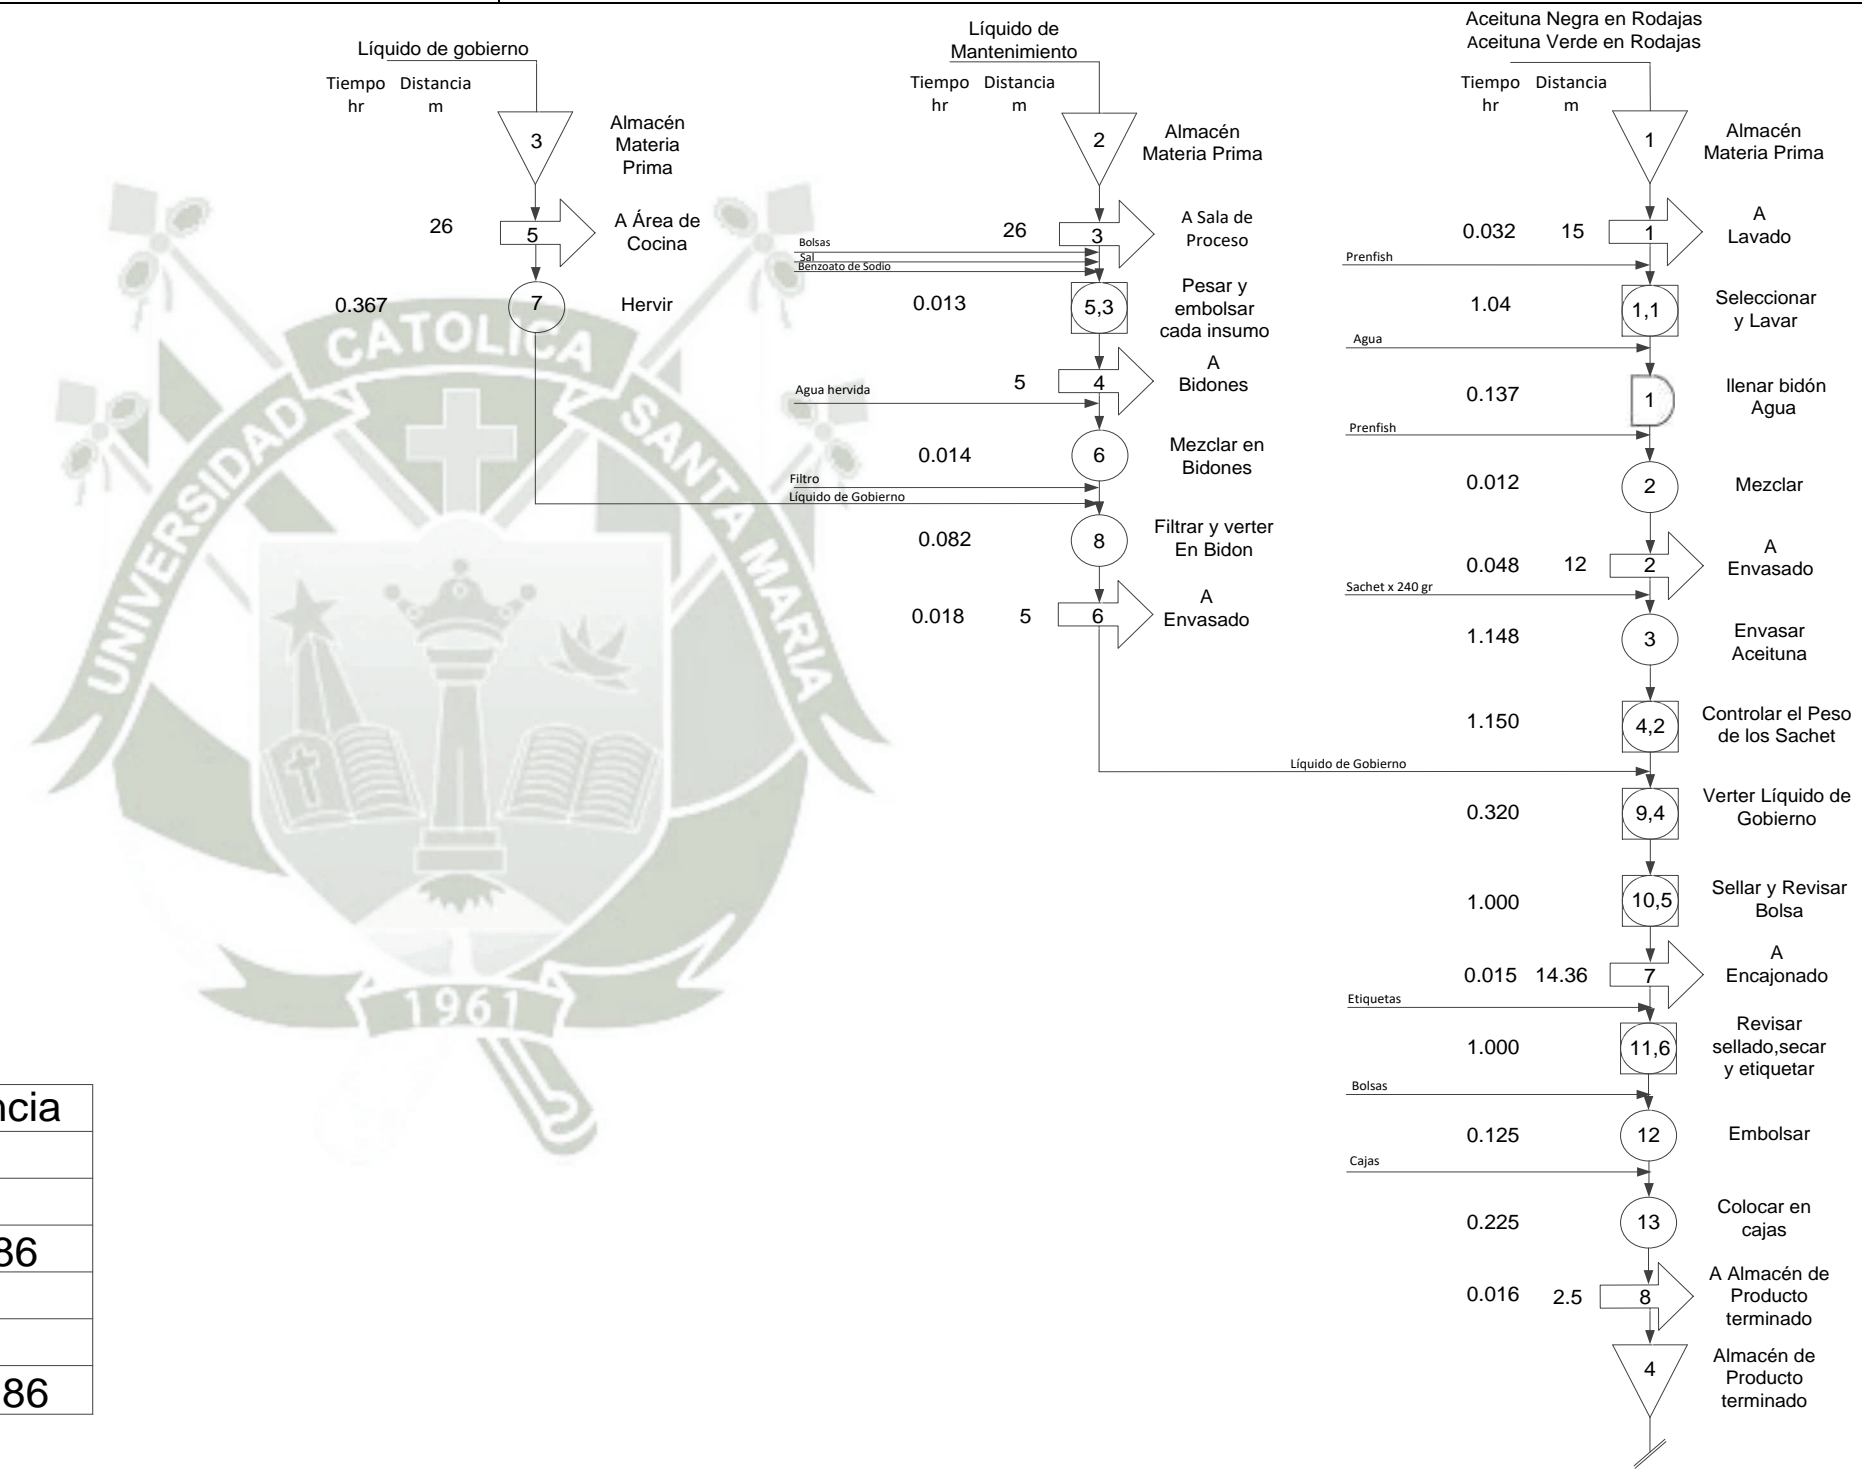 Líquido de gobierno
Tiempo Distancia
hr m
3
Almacén
Materia
Prima
26
5
A Área de
Cocina
0.367
7
Hervir
Líquido de
Mantenimiento
Tiempo Distancia
hr m
2
Almacén
Materia Prima
26
3
A Sala de
Proceso
Bolsas
Sal
Benzoato de Sodio
0.013
5,3
Pesar y
embolsar
cada insumo
5
4
A
Bidones
Agua hervida
0.014
6
Mezclar en
Bidones
Filtro
Líquido de Gobierno
0.082
8
Filtrar y verter
En Bidon
0.018
5
6
A
Envasado
Aceituna Negra en Rodajas
Aceituna Verde en Rodajas
Tiempo Distancia
hr m
1
Almacén
Materia Prima
0.032
15
1
A
Lavado
Prenfish
1.04
1,1
Seleccionar
y Lavar
Agua
0.137
1
llenar bidón
Agua
Prenfish
0.012
2
Mezclar
0.048
12
2
A
Envasado
Sachet x 240 gr
1.148
3
Envasar
Aceituna
1.150
4,2
Controlar el Peso
de los Sachet
Líquido de Gobierno
0.320
9,4
Verter Líquido de
Gobierno
1.000
10,5
Sellar y Revisar
Bolsa
0.015
14.36
7
A
Encajonado
Etiquetas
1.000
11,6
Revisar
sellado,secar
y etiquetar
Bolsas
0.125
12
Embolsar
Cajas
0.225
13
Colocar en
cajas
0.016
2.5
8
A Almacén de
Producto
terminado
4
Almacén de
Producto
terminado
UNIVERSIDAD
CATOLICA
SANTA MARIA
1961
ncia
86
86